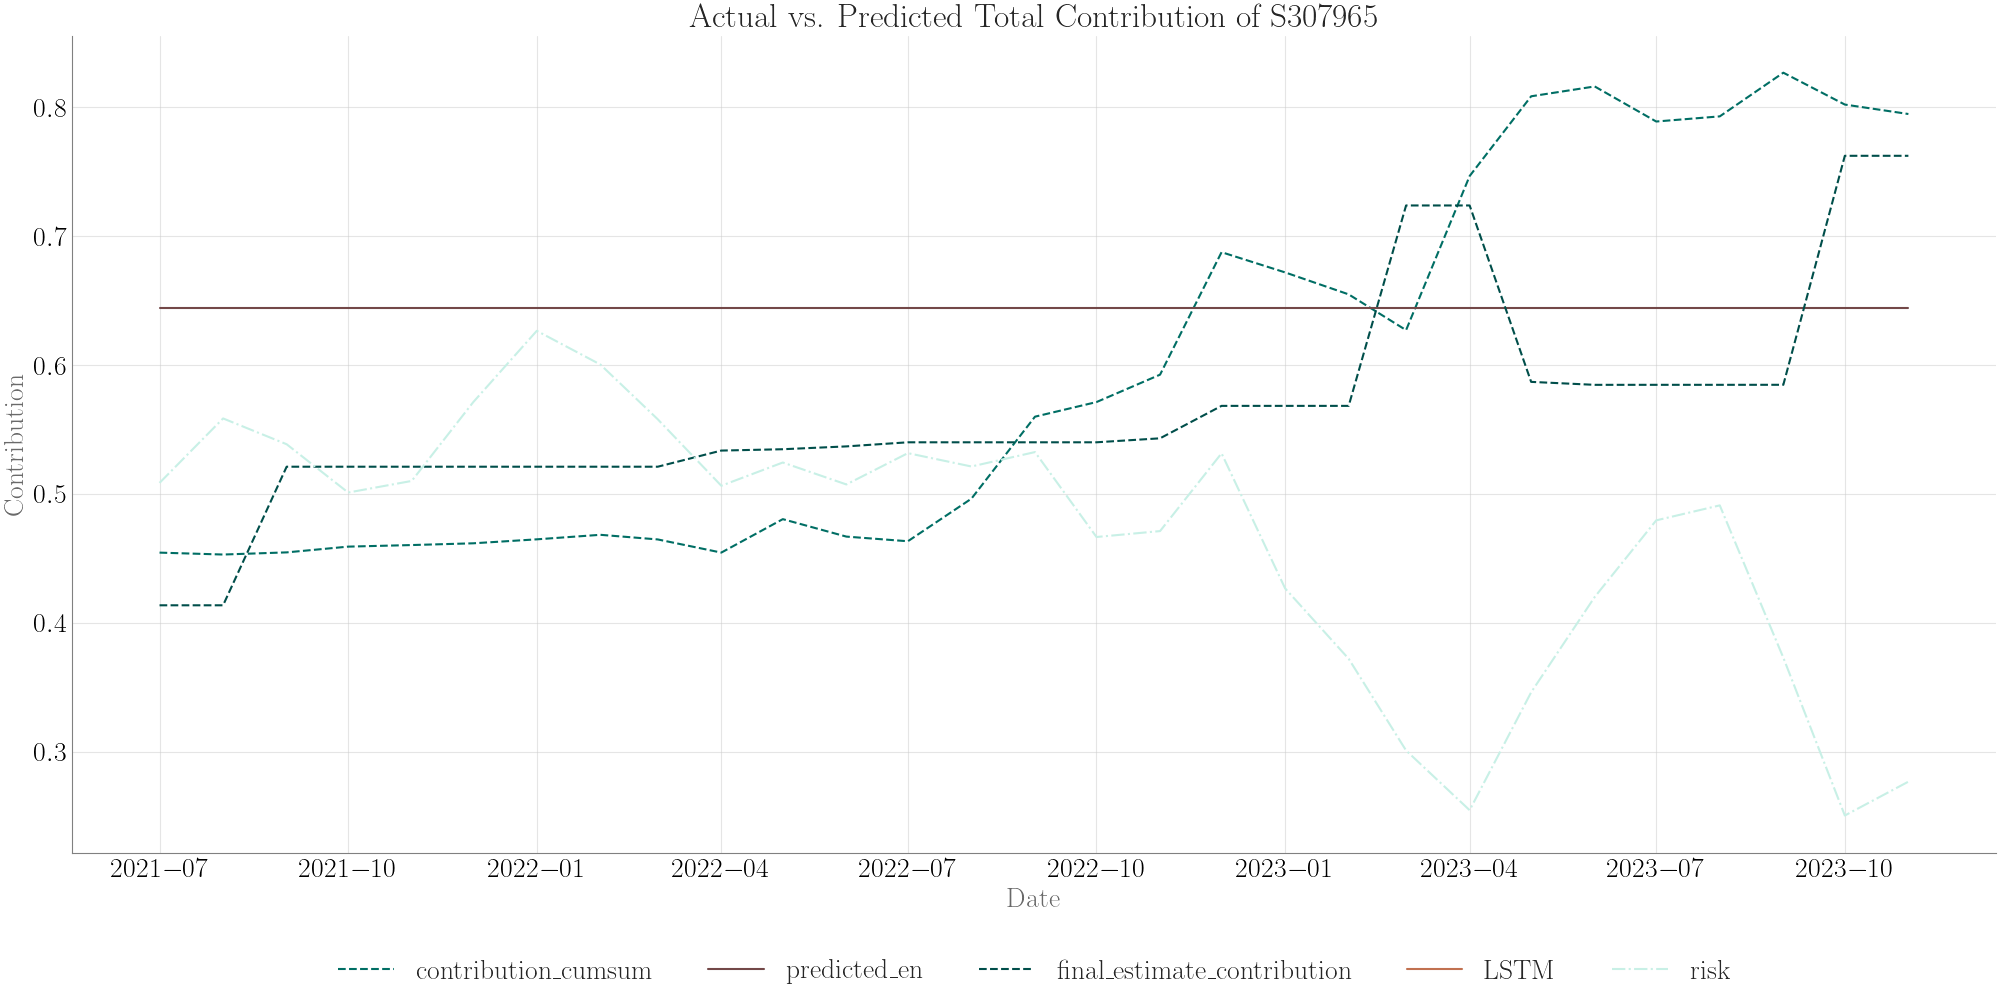 Actual vs. Predicted Total Contribution of S307965
0.8
0.7
0.6
0.5
0.4
0.3
Contribution
2021−07 2021−10 2022−01 2022−04 2022−07 2022−10 2023−01 2023−04 2023−07 2023−10
Date
contribution_cumsum predicted_en final_estimate_contribution LSTM risk